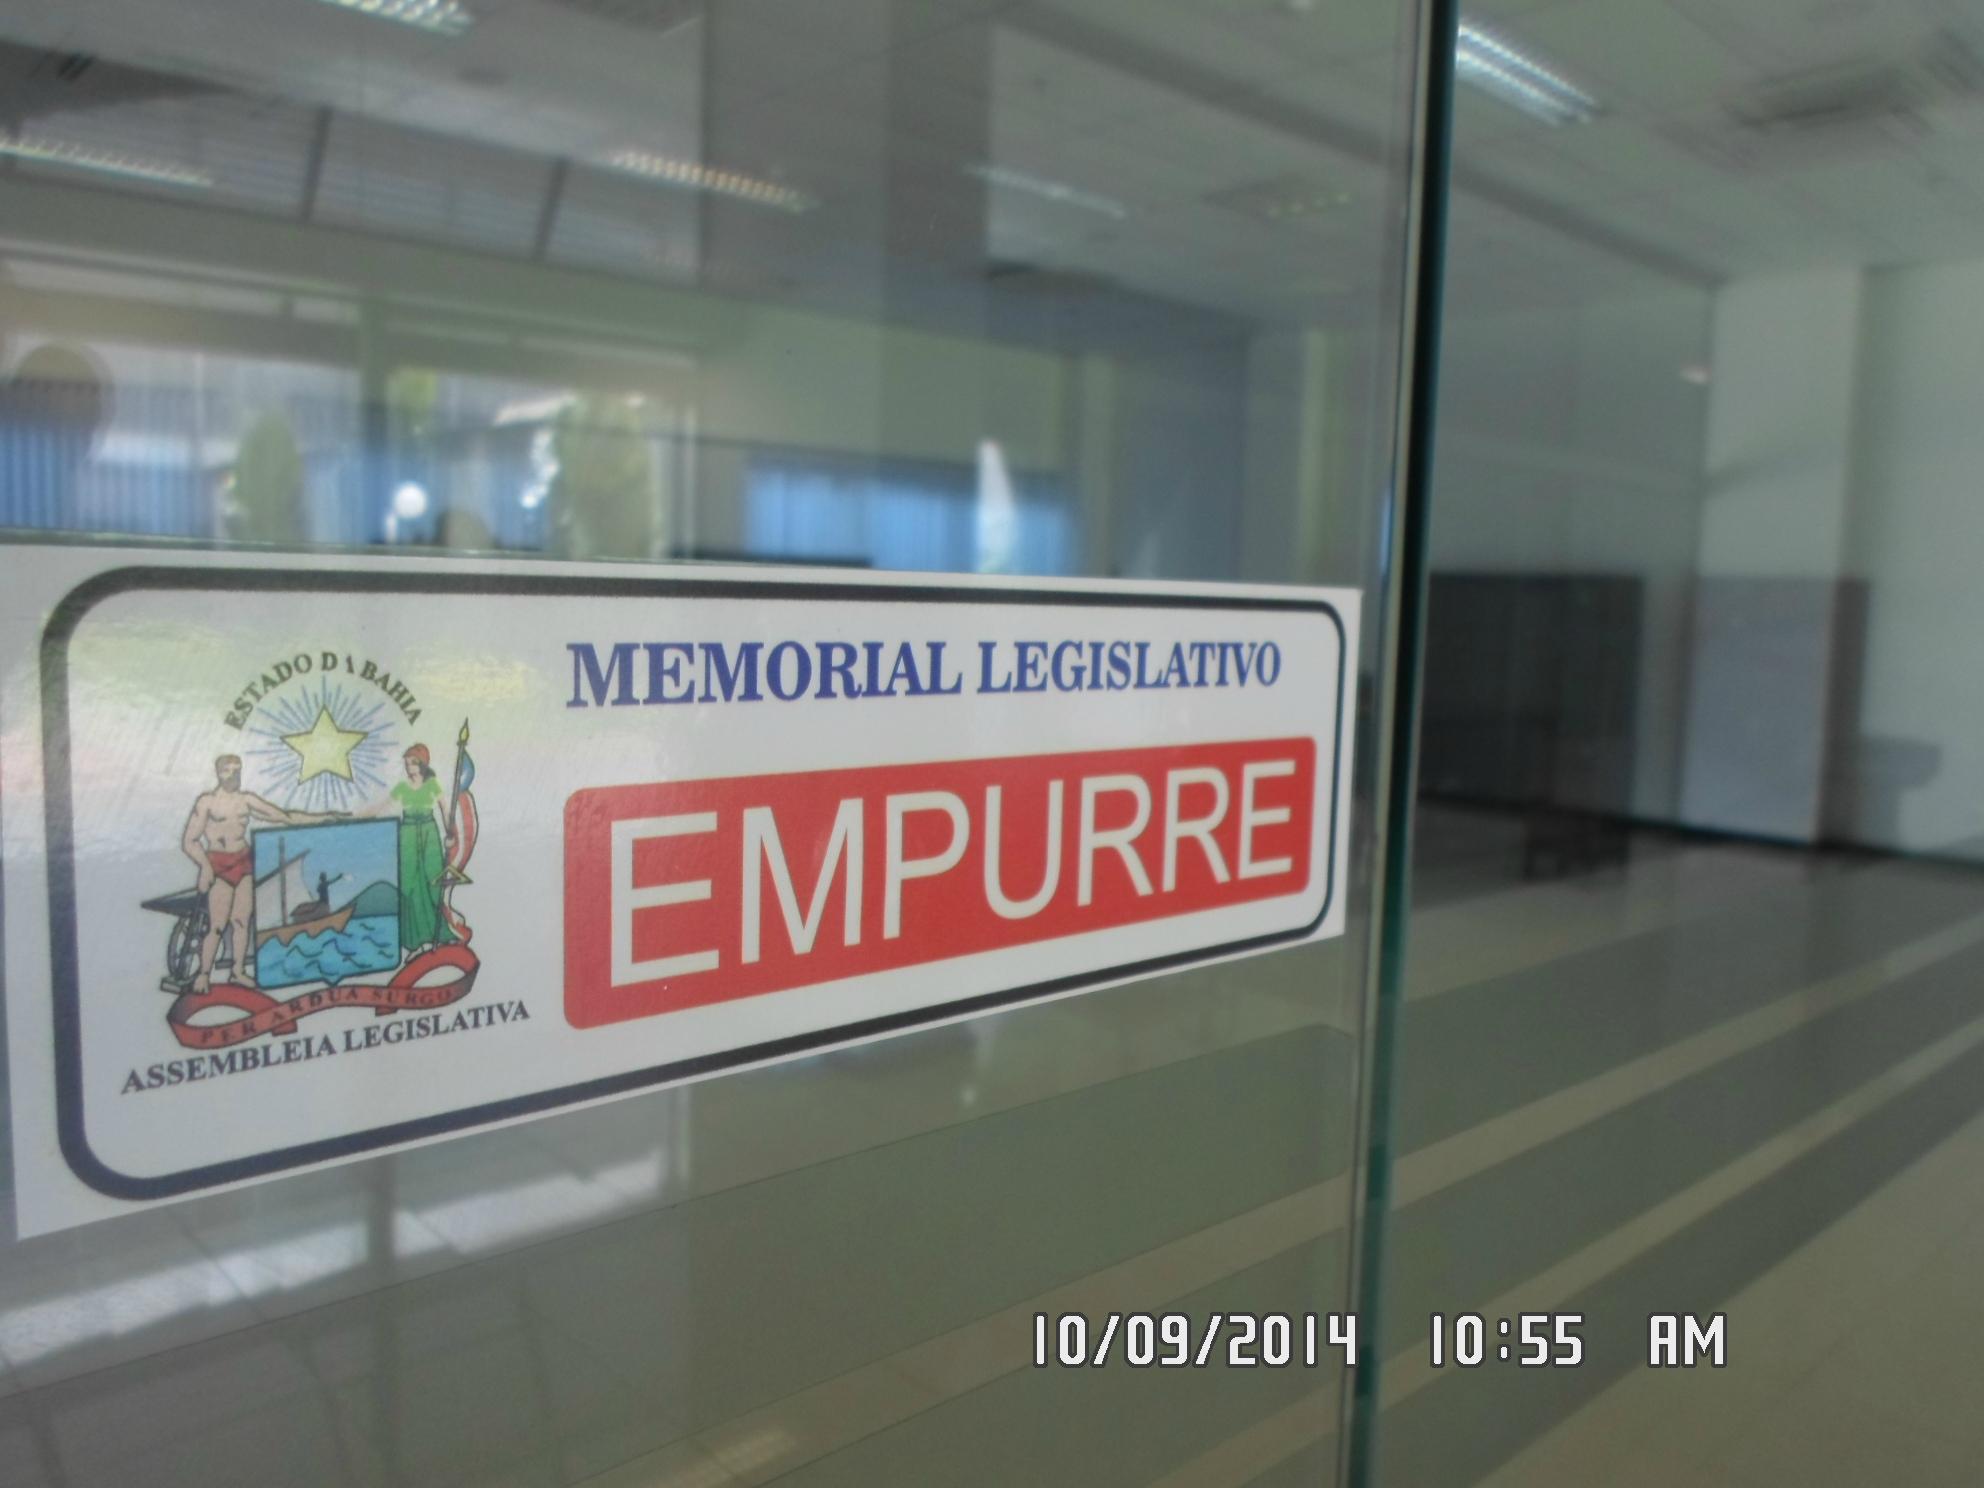 ESTADO DA BAHIA
MEMORIAL LEGISLATIVO
EMPURRE
PER ARDUA SURGO
ASSEMBLEIA LEGISLATIVA
10/09/2014 10:55 AM